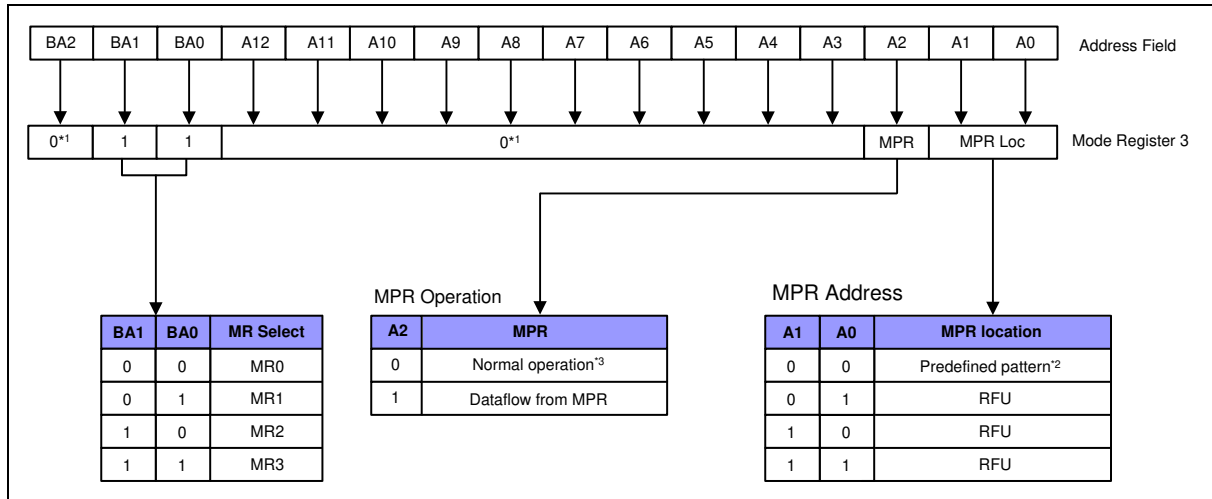 BA2 BA1 BA0 A12 A11 A10 A9 A8 A7 A6 A5 A4 A3 A2 A1 A0 Address Field
0*1 1 1 0*1 MPR MPR Loc Mode Register 3
MPR Operation
MPR Address
BA1 BA0 MR Select
0 0 MR0
0 1 MR1
1 0 MR2
1 1 MR3
A2 MPR
0 Normal operation*3
1 Dataflow from MPR
A1 A0 MPR location
0 0 Predefined pattern*2
0 1 RFU
1 0 RFU
1 1 RFU